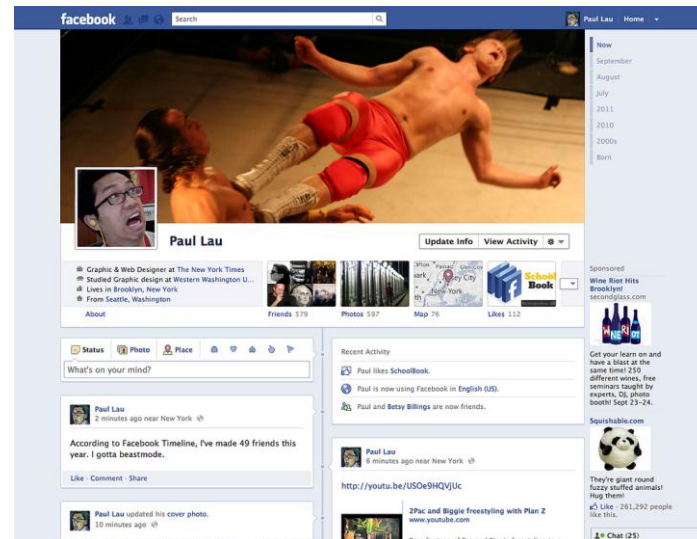 facebook
Search
Paul Lau
Home
Now
September
August
July
2011
2010
2000s
Born
Paul Lau
Update Info
View Activity
Graphic & Web Designer at The New York Times
Studied Graphic design at Western Washington U...
Lives in Brooklyn, New York
From Seattle, Washington
About
Friends 579
Photos 597
Map 76
Likes 112
School
Book
Status
Photo
Place
What's on your mind?
Paul Lau
2 minutes ago near New York
According to Facebook Timeline, I've made 49 friends this
year. I gotta beastmode.
Like · Comment · Share
Paul Lau updated his cover photo.
10 minutes ago
Recent Activity
Paul likes SchoolBook.
Paul is now using Facebook in English (US).
Paul and Betsy Billings are now friends.
Paul Lau
6 minutes ago near New York
http://youtu.be/USOe9HQVJUc
2Pac and Biggie freestyling with Plan Z
www.youtube.com
Sponsored
Wine Riot Hits
Brooklyn!
secondglass.com
Get your learn on and
have a blast at the
same time! 250
different wines, free
seminars taught by
experts, DJ, photo
booth! Sept 23-24.
Squishable.com
They're giant round
fuzzy stuffed animals!
Hug them!
Like · 261,292 people
like this.
Chat (25)